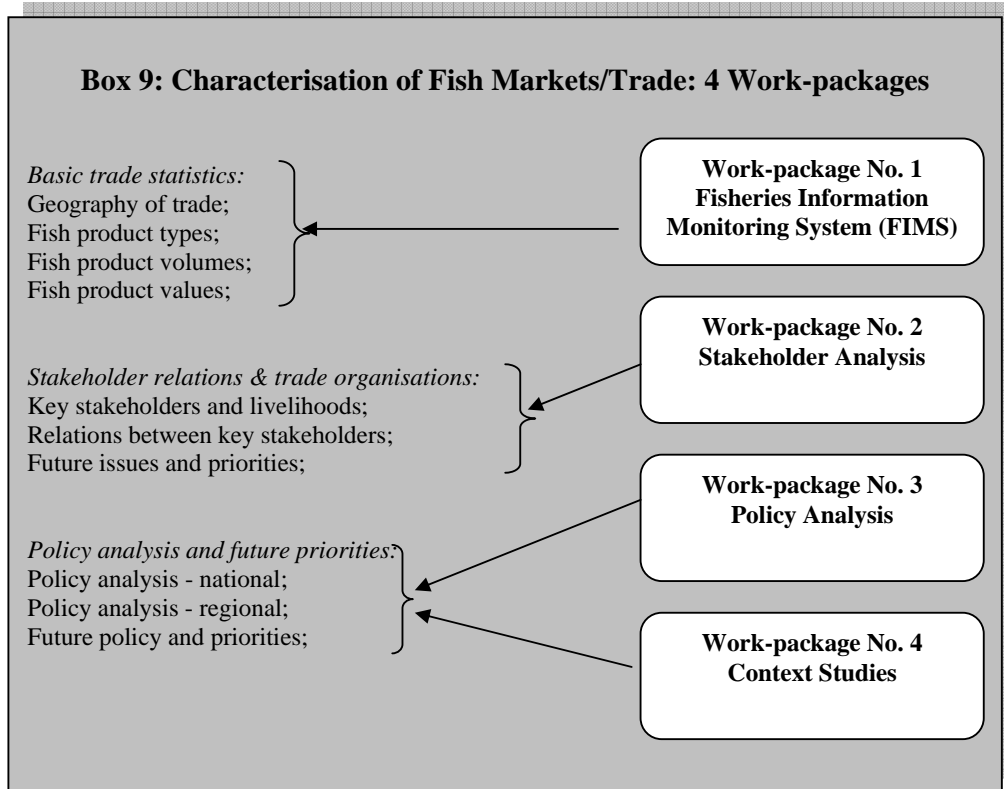 Box 9: Characterisation of Fish Markets/Trade: 4 Work-packages
Basic trade statistics:
Geography of trade;
Fish product types;
Fish product volumes;
Fish product values;
Work-package No. 1
Fisheries Information
Monitoring System (FIMS)
Stakeholder relations & trade organisations:
Key stakeholders and livelihoods;
Relations between key stakeholders;
Future issues and priorities;
Work-package No. 2
Stakeholder Analysis
Policy analysis and future priorities:
Policy analysis - national;
Policy analysis - regional;
Future policy and priorities;
Work-package No. 3
Policy Analysis
Work-package No. 4
Context Studies